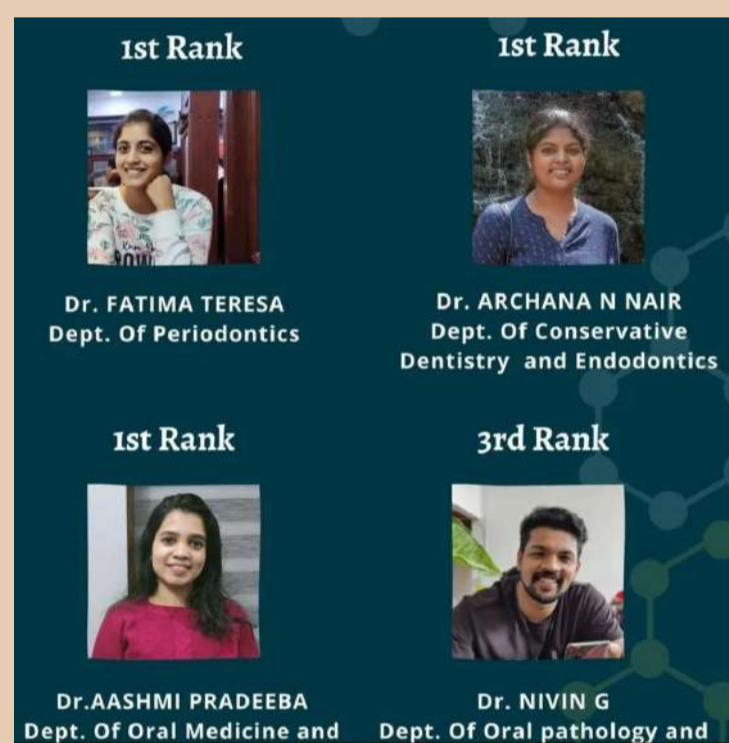 1st Rank
Dr. FATIMA TERESA
Dept. Of Periodontics
1st Rank
Dr. ARCHANA N NAIR
Dept. Of Conservative
Dentistry and Endodontics
1st Rank
Dr.AASHMI PRADEEBA
Dept. Of Oral Medicine and
3rd Rank
Dr. NIVIN G
Dept. Of Oral pathology and